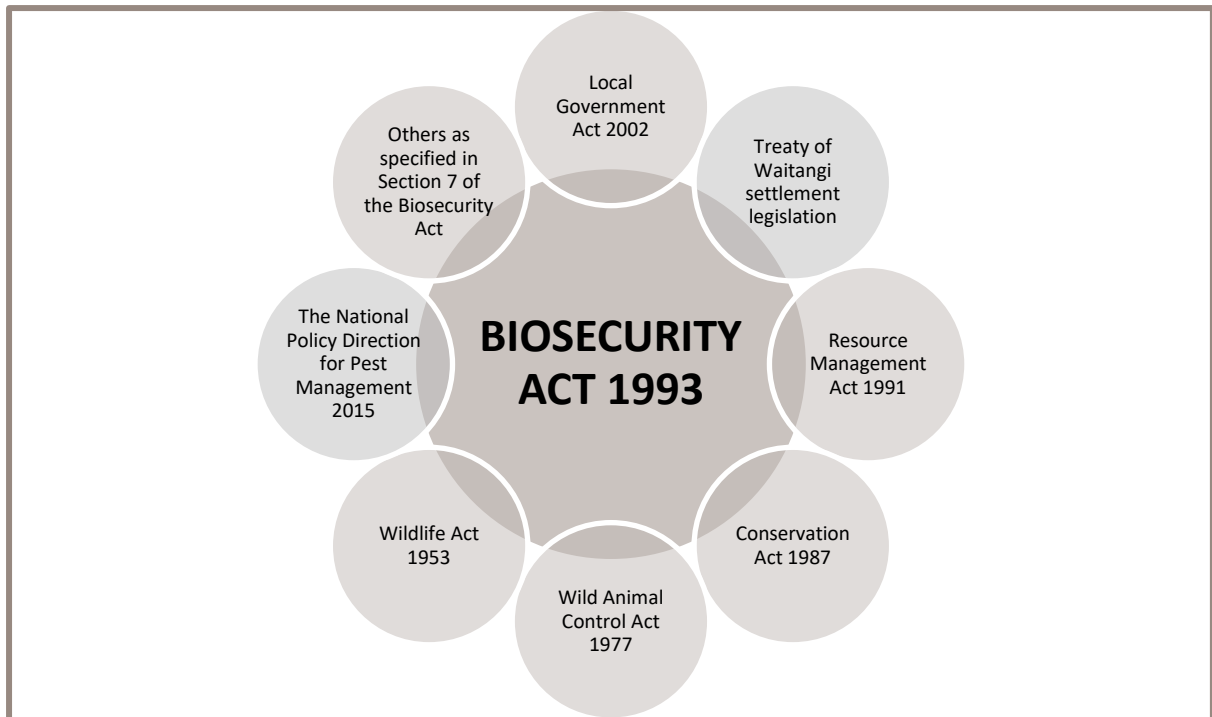 Local
Government
Act 2002
Treaty of
Waitangi
settlement
legislation
Resource
Management
Act 1991
Conservation
Act 1987
Wild Animal
Control Act
1977
Wildlife Act
1953
The National
Policy Direction
for Pest
Management
2015
Others as
specified in
Section 7 of
the Biosecurity
Act
BIOSECURITY
ACT 1993